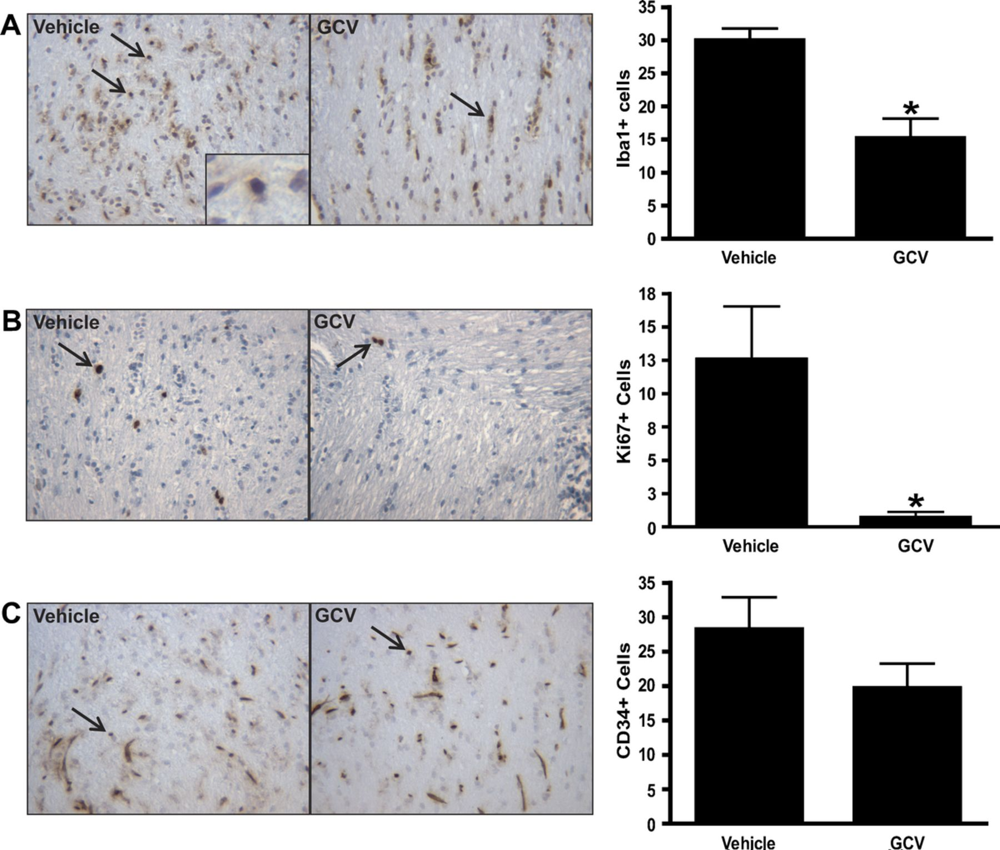 A
Vehicle
GCV
35
30
25
20
15
10
5
0
Iba1+ cells
*
Vehicle
GCV
B
Vehicle
GCV
18
15
13
10
8
5
3
0
Ki67+ Cells
*
Vehicle
GCV
C
Vehicle
GCV
35
30
25
20
15
10
5
0
CD34+ Cells
Vehicle
GCV